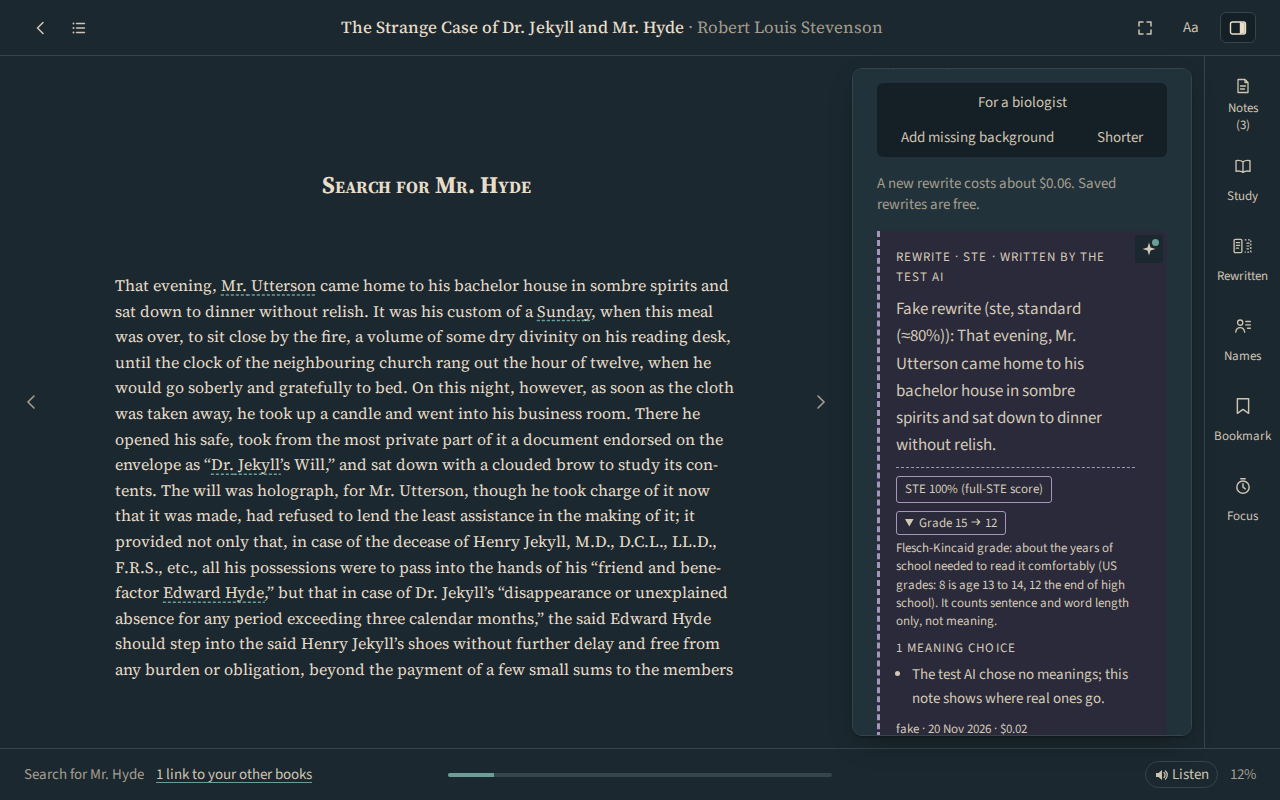 The Strange Case of Dr. Jekyll and Mr. Hyde · Robert Louis Stevenson
Aa
Search for Mr. Hyde
That evening, Mr. Utterson came home to his bachelor house in sombre spirits and
sat down to dinner without relish. It was his custom of a Sunday, when this meal
was over, to sit close by the fire, a volume of some dry divinity on his reading desk,
until the clock of the neighbouring church rang out the hour of twelve, when he
would go soberly and gratefully to bed. On this night, however, as soon as the cloth
was taken away, he took up a candle and went into his business room. There he
opened his safe, took from the most private part of it a document endorsed on the
envelope as “Dr. Jekyll’s Will,” and sat down with a clouded brow to study its con-
tents. The will was holograph, for Mr. Utterson, though he took charge of it now
that it was made, had refused to lend the least assistance in the making of it; it
provided not only that, in case of the decease of Henry Jekyll, M.D., D.C.L., LL.D.,
F.R.S., etc., all his possessions were to pass into the hands of his “friend and bene-
factor Edward Hyde,” but that in case of Dr. Jekyll’s “disappearance or unexplained
absence for any period exceeding three calendar months,” the said Edward Hyde
should step into the said Henry Jekyll’s shoes without further delay and free from
any burden or obligation, beyond the payment of a few small sums to the members
For a biologist
Add missing background Shorter
A new rewrite costs about $0.06. Saved
rewrites are free.
REWRITE · STE · WRITTEN BY THE
TEST AI
Fake rewrite (ste, standard
(≈80%)): That evening, Mr.
Utterson came home to his
bachelor house in sombre
spirits and sat down to dinner
without relish.
STE 100% (full-STE score)
▼ Grade 15 → 12
Flesch-Kincaid grade: about the years of
school needed to read it comfortably (US
grades: 8 is age 13 to 14, 12 the end of high
school). It counts sentence and word length
only, not meaning.
1 MEANING CHOICE
• The test AI chose no meanings; this
note shows where real ones go.
fake · 20 Nov 2026 · $0.02
Notes
(3)
Study
Rewritten
Names
Bookmark
Focus
Search for Mr. Hyde 1 link to your other books
Listen 12%